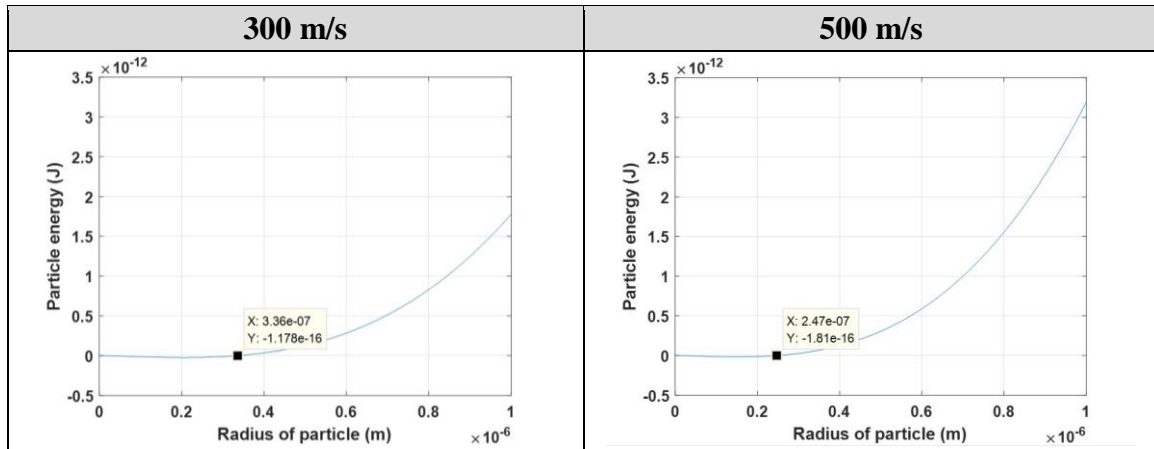 300 m/s
500 m/s
×10-12
3.5
3
2.5
2
1.5
1
0.5
0
-0.5
Particle energy (J)
X: 3.36e-07
Y: -1.178e-16
0 0.2 0.4 0.6 0.8 1
Radius of particle (m)
×10-6
×10-12
3.5
3
2.5
2
1.5
1
0.5
0
-0.5
Particle energy (J)
X: 2.47e-07
Y: -1.81e-16
0 0.2 0.4 0.6 0.8 1
Radius of particle (m)
×10-6